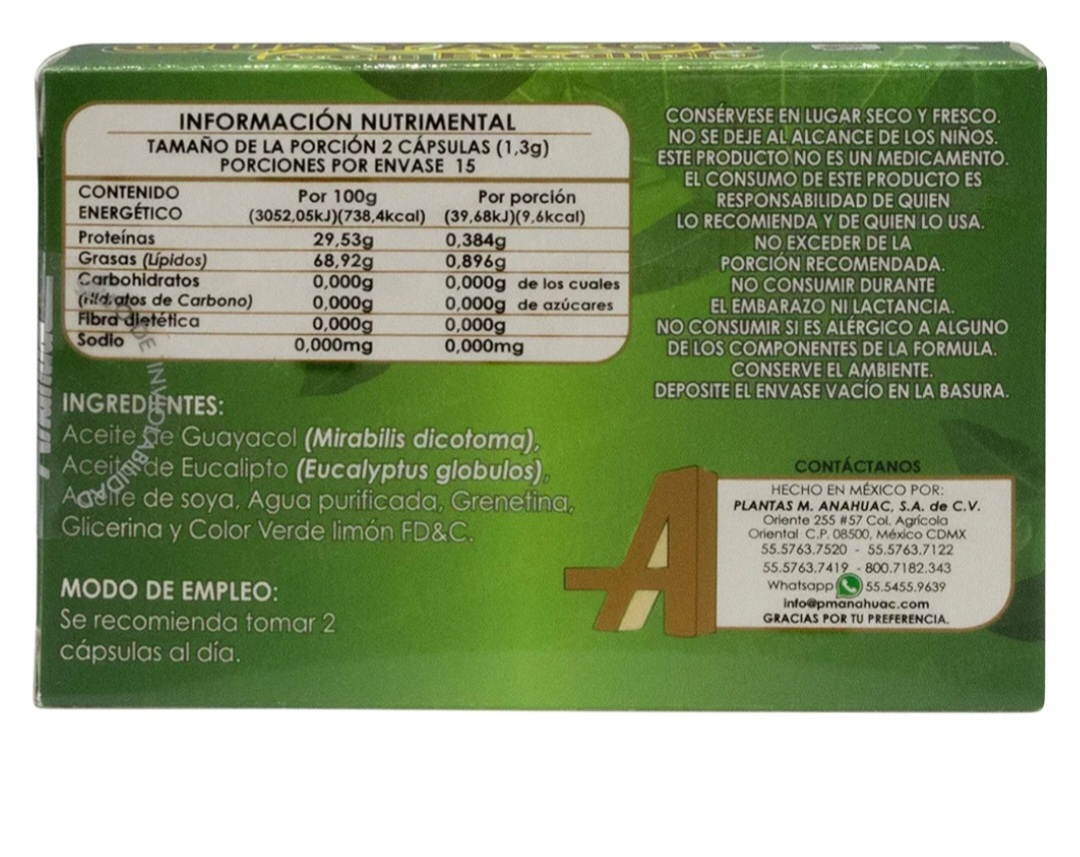 INFORMACIÓN NUTRIMENTAL
TAMAÑO DE LA PORCIÓN 2 CÁPSULAS (1,3g)
PORCIONES POR ENVASE 15
CONTENIDO ENERGÉTICO Por 100g (3052,05kJ)(738,4kcal) Por porción (39,68kJ)(9,6kcal)
Proteínas 29,53g 0,384g
Grasas (Lípidos) 68,92g 0,896g
Carbohidratos 0,000g 0,000g de los cuales
(Hidratos de Carbono) 0,000g 0,000g de azúcares
Fibra dietética 0,000g 0,000g
Sodio 0,000mg 0,000mg
INGREDIENTES:
Aceite de Guayacol (Mirabilis dicotoma),
Aceite de Eucalipto (Eucalyptus globulos),
Aceite de soya, Agua purificada, Grenetina,
Glicerina y Color Verde limón FD&C.
MODO DE EMPLEO:
Se recomienda tomar 2
cápsulas al día.
DE INVIOLABILIDAD
CONSÉRVESE EN LUGAR SECO Y FRESCO.
NO SE DEJE AL ALCANCE DE LOS NIÑOS.
ESTE PRODUCTO NO ES UN MEDICAMENTO.
EL CONSUMO DE ESTE PRODUCTO ES
RESPONSABILIDAD DE QUIEN
LO RECOMIENDA Y DE QUIEN LO USA.
NO EXCEDER DE LA
PORCIÓN RECOMENDADA.
NO CONSUMIR DURANTE
EL EMBARAZO NI LACTANCIA.
NO CONSUMIR SI ES ALÉRGICO A ALGUNO
DE LOS COMPONENTES DE LA FORMULA.
CONSERVE EL AMBIENTE.
DEPOSITE EL ENVASE VACÍO EN LA BASURA.
CONTÁCTANOS
HECHO EN MÉXICO POR:
PLANTAS M. ANAHUAC, S.A. de C.V.
Oriente 255 #57 Col. Agrícola
Oriental C.P. 08500, México CDMX
55.5763.7520 - 55.5763.7122
55.5763.7419 - 800.7182.343
Whatsapp 55.5455.9639
info@pmanahuac.com
GRACIAS POR TU PREFERENCIA.
A